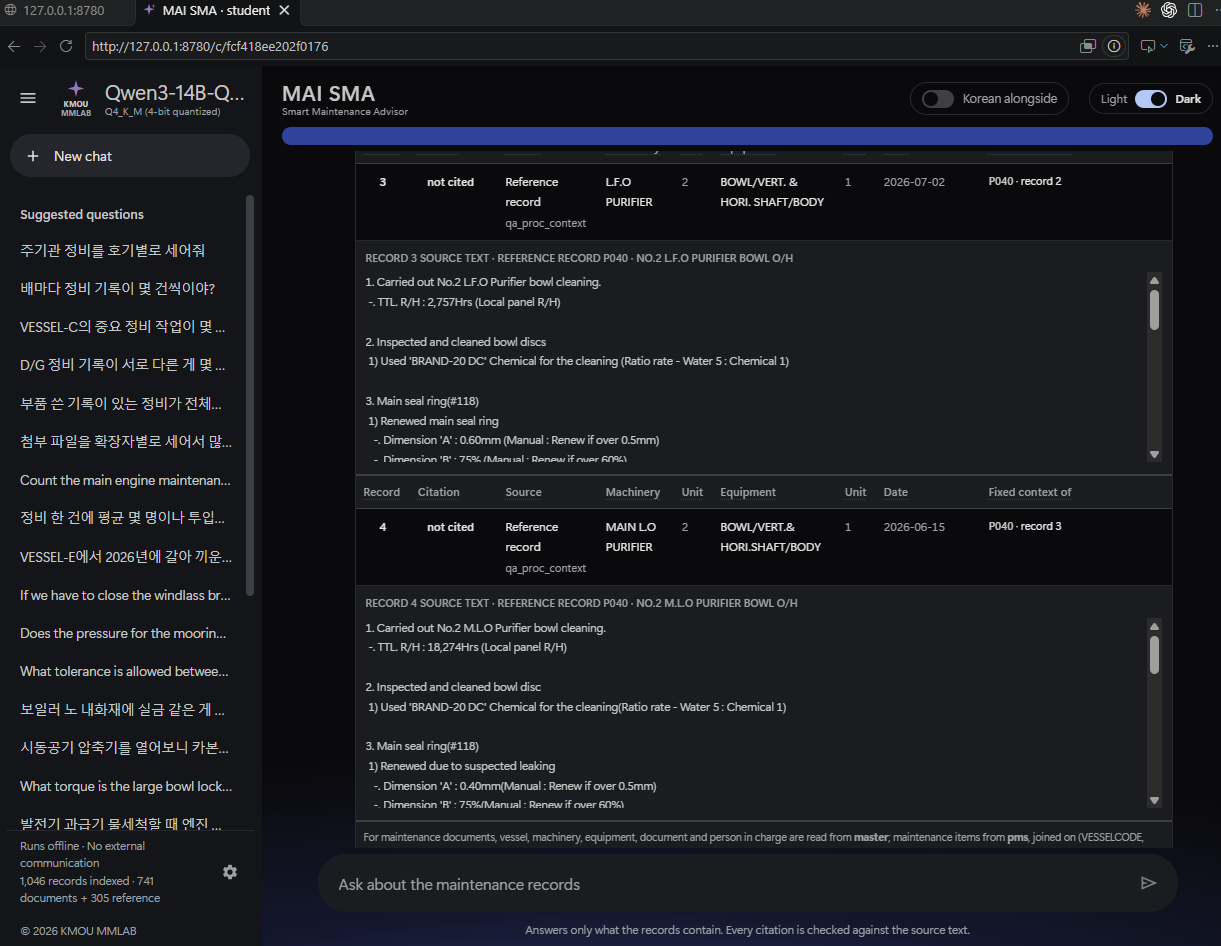 127.0.0.1:8780
MAI SMA · student
http://127.0.0.1:8780/c/fcf418ee202f0176
KMOU
MMLAB
Qwen3-14B-Q...
Q4_K_M (4-bit quantized)
New chat
Suggested questions
주기관 정비를 호기별로 세어줘
배마다 정비 기록이 몇 건씩이야?
VESSEL-C의 중요 정비 작업이 몇 ...
D/G 정비 기록이 서로 다른 게 몇 ...
부품 쓴 기록이 있는 정비가 전체...
첨부 파일을 확장자별로 세어서 많...
Count the main engine maintenan...
정비 한 건에 평균 몇 명이나 투입...
VESSEL-E에서 2026년에 갈아 끼운...
If we have to close the windlass br...
Does the pressure for the moorin...
What tolerance is allowed betwee...
보일러 노 내화재에 실금 같은 게 ...
시동공기 압축기를 열어보니 카본...
What torque is the large bowl lock...
발전기 과급기 물세척할 때 엔진 ...
Runs offline · No external
communication
1,046 records indexed · 741
documents + 305 reference
© 2026 KMOU MMLAB
MAI SMA
Smart Maintenance Advisor
Korean alongside
Light
Dark
3 not cited Reference L.F.O 2 BOWL/VERT. & 1 2026-07-02 P040 · record 2
record PURIFIER HORI. SHAFT/BODY
qa_proc_context
RECORD 3 SOURCE TEXT · REFERENCE RECORD P040 · NO.2 L.F.O PURIFIER BOWL O/H
1. Carried out No.2 L.F.O Purifier bowl cleaning.
-. TTL. R/H : 2,757Hrs (Local panel R/H)
2. Inspected and cleaned bowl discs
1) Used 'BRAND-20 DC' Chemical for the cleaning (Ratio rate - Water 5 : Chemical 1)
3. Main seal ring(#118)
1) Renewed main seal ring
-. Dimension 'A' : 0.60mm (Manual : Renew if over 0.5mm)
-. Dimension 'B' : 75% (Manual : Renew if over 60%)
Record Citation Source Machinery Unit Equipment Unit Date Fixed context of
4 not cited Reference MAIN L.O 2 BOWL/VERT.& 1 2026-06-15 P040 · record 3
record PURIFIER HORI.SHAFT/BODY
qa_proc_context
RECORD 4 SOURCE TEXT · REFERENCE RECORD P040 · NO.2 M.L.O PURIFIER BOWL O/H
1. Carried out No.2 M.L.O Purifier bowl cleaning.
-. TTL. R/H : 18,274Hrs (Local panel R/H)
2. Inspected and cleaned bowl disc
1) Used 'BRAND-20 DC' Chemical for the cleaning(Ratio rate - Water 5 : Chemical 1)
3. Main seal ring(#118)
1) Renewed due to suspected leaking
-. Dimension 'A' : 0.40mm(Manual : Renew if over 0.5mm)
-. Dimension 'B' : 75%(Manual : Renew if over 60%)
For maintenance documents, vessel, machinery, equipment, document and person in charge are read from master; maintenance items from pms, joined on (VESSELCODE,
Ask about the maintenance records
Answers only what the records contain. Every citation is checked against the source text.